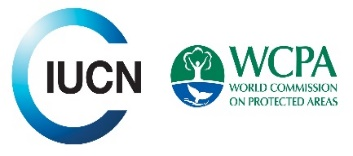 IUCN
WCPA
WORLD COMMISSION
ON PROTECTED AREAS